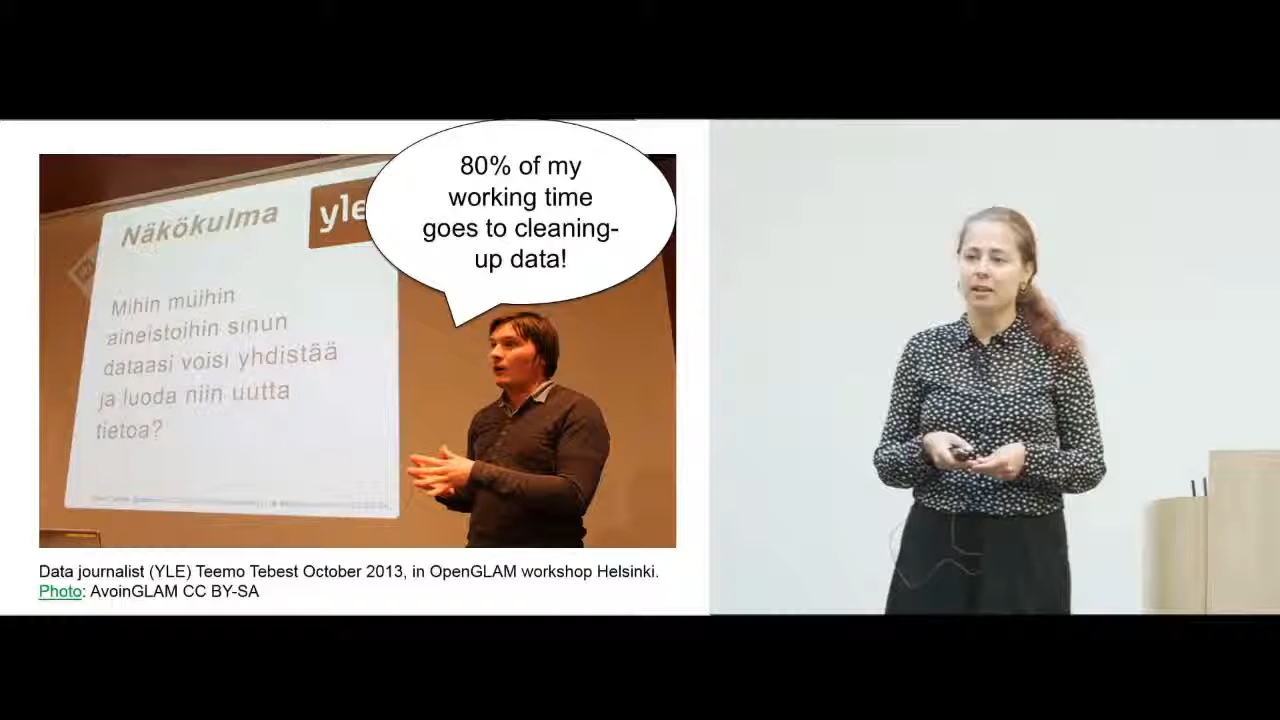 80% of my
working time
goes to cleaning-
up data!
Näkökulma
yle
Mihin muihin
aineistoihin sinun
dataasi voisi yhdistää
ja luoda niin uutta
tietoa?
Data journalist (YLE) Teemo Tebest October 2013, in OpenGLAM workshop Helsinki.
Photo: AvoinGLAM CC BY-SA